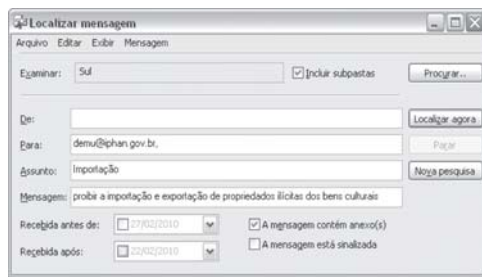 Localizar mensagem
Arquivo Editar Exibir Mensagem
Examinar: Sul Incluir subpastas Procurar..
De: Localizar agora
Para: demu@iphan.gov.br, Parar
Assunto: Importação Nova pesquisa
Mensagem: proibir a importação e exportação de propriedados ilícitas dos bens culturais
Recebida antes de: 27/02/2010 A mensagem contém anexo(s)
Recebida após: 22/02/2010 A mensagem está sinalizada